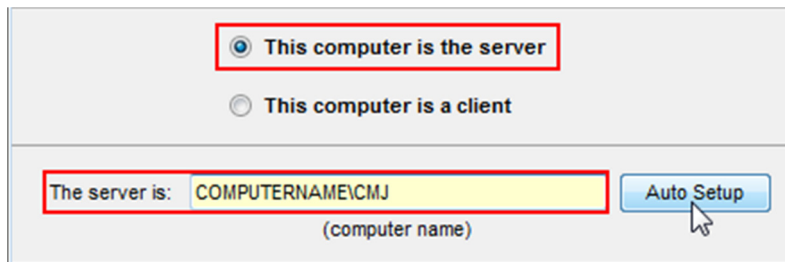 This computer is the server
This computer is a client
The server is: COMPUTERNAME\CMJ Auto Setup
(computer name)